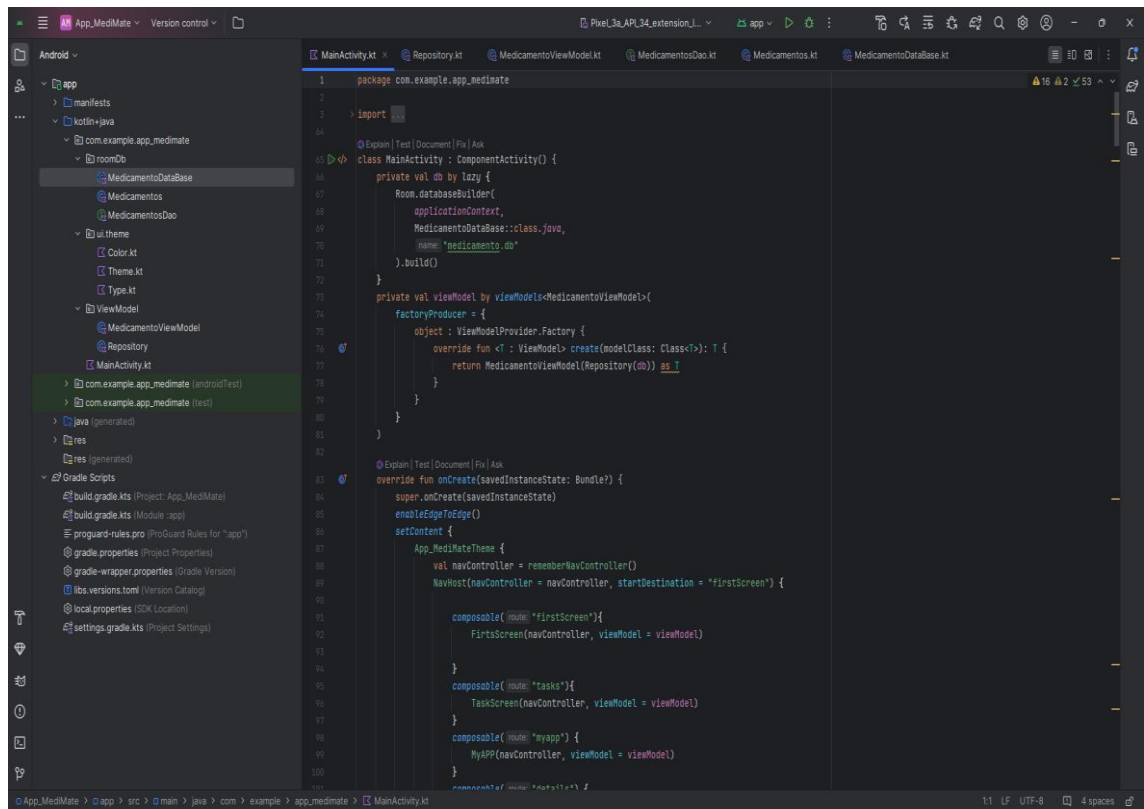 AM App_MediMate Version control Pixel_3a_API_34_extension_l... app
Android
MainActivity.kt Repository.kt MedicamentoViewModel.kt MedicamentosDao.kt Medicamentos.kt MedicamentoDataBase.kt
app
manifests
kotlin+java
com.example.app_medimate
roomDb
MedicamentoDataBase
Medicamentos
MedicamentosDao
ui.theme
Color.kt
Theme.kt
Type.kt
ViewModel
MedicamentoViewModel
Repository
MainActivity.kt
com.example.app_medimate (androidTest)
com.example.app_medimate (test)
java (generated)
res
res (generated)
Gradle Scripts
build.gradle.kts (Project: App_MediMate)
build.gradle.kts (Module :app)
proguard-rules.pro (ProGuard Rules for ":app")
gradle.properties (Project Properties)
gradle-wrapper.properties (Gradle Version)
libs.versions.toml (Version Catalog)
local.properties (SDK Location)
settings.gradle.kts (Project Settings)
1 package com.example.app_medimate 16 2 53
2
3 import ...
64
Explain | Test | Document | Fix | Ask
65 class MainActivity : ComponentActivity() {
66 private val db by lazy {
67 Room.databaseBuilder(
68 applicationContext,
69 MedicamentoDataBase::class.java,
70 name: "medicamento.db"
71 ).build()
72 }
73 private val viewModel by viewModels<MedicamentoViewModel>(
74 factoryProducer = {
75 object : ViewModelProvider.Factory {
76 override fun <T : ViewModel> create(modelClass: Class<T>): T {
77 return MedicamentoViewModel(Repository(db)) as T
78 }
79 }
80 }
81 )
82
Explain | Test | Document | Fix | Ask
83 override fun onCreate(savedInstanceState: Bundle?) {
84 super.onCreate(savedInstanceState)
85 enableEdgeToEdge()
86 setContent {
87 App_MediMateTheme {
88 val navController = rememberNavController()
89 NavHost(navController = navController, startDestination = "firstScreen") {
90
91 composable( route: "firstScreen"){
92 FirtsScreen(navController, viewModel = viewModel)
93
94 }
95 composable( route: "tasks"){
96 TaskScreen(navController, viewModel = viewModel)
97 }
98 composable( route: "myapp") {
99 MyAPP(navController, viewModel = viewModel)
100 }
101 composable( route: "details") {
App_MediMate > app > src > main > java > com > example > app_medimate > MainActivity.kt 1:1 LF UTF-8 4 spaces